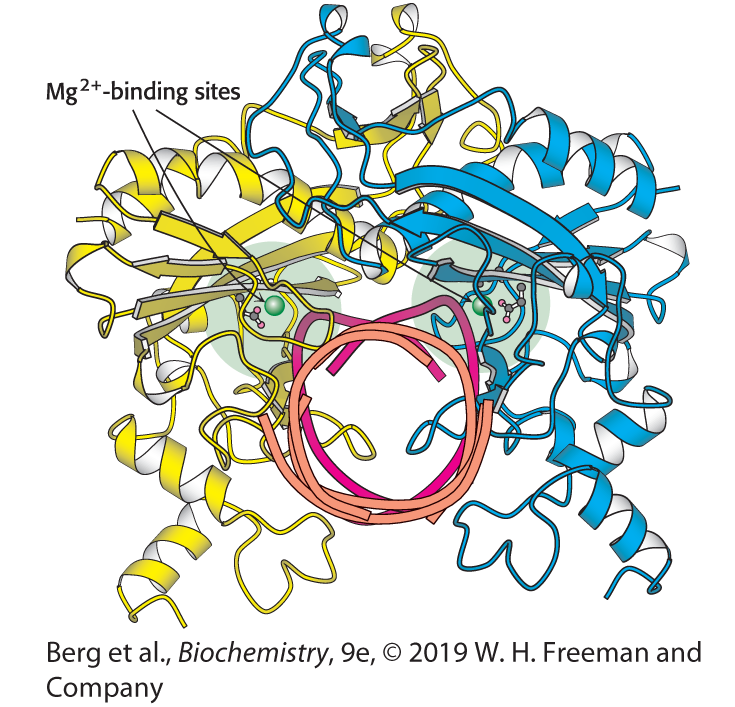 Mg²⁺-binding sites
Berg et al., Biochemistry, 9e, © 2019 W. H. Freeman and
Company